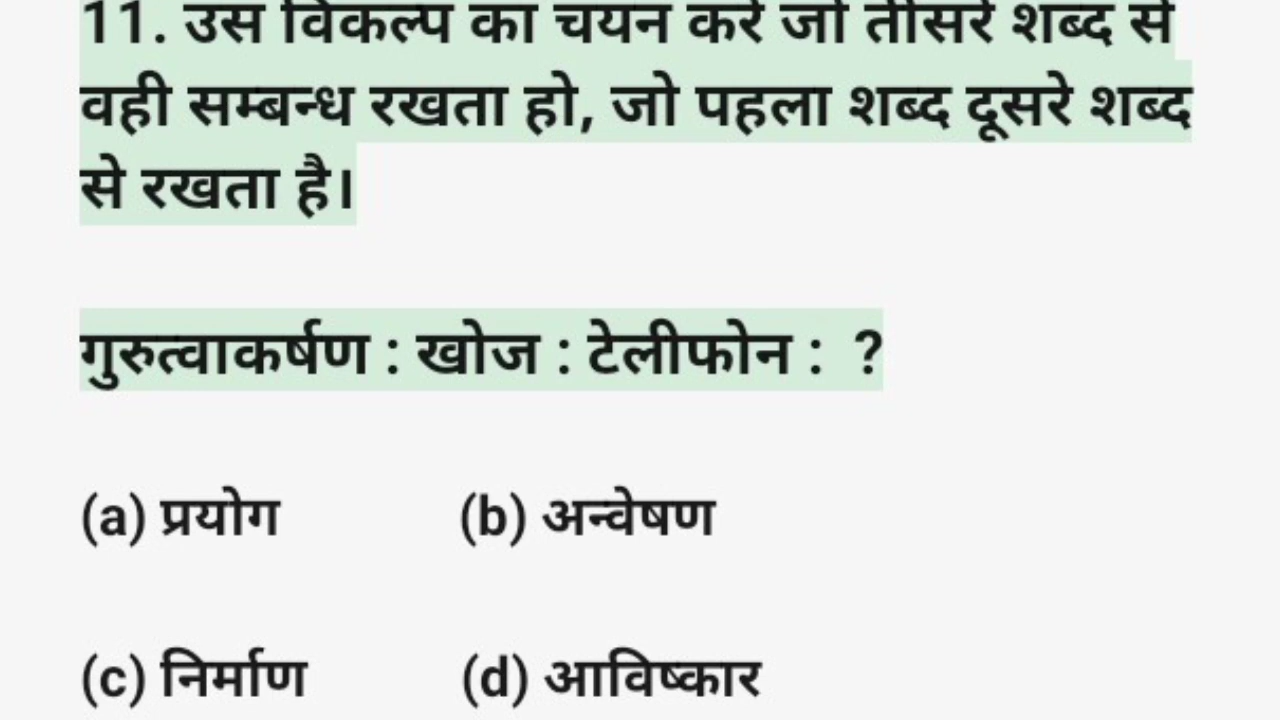 11. उस विकल्प का चयन करें जो तीसरे शब्द से
वही सम्बन्ध रखता हो, जो पहला शब्द दूसरे शब्द
से रखता है।
गुरुत्वाकर्षण : खोज : टेलीफोन : ?
(a) प्रयोग (b) अन्वेषण
(c) निर्माण (d) आविष्कार